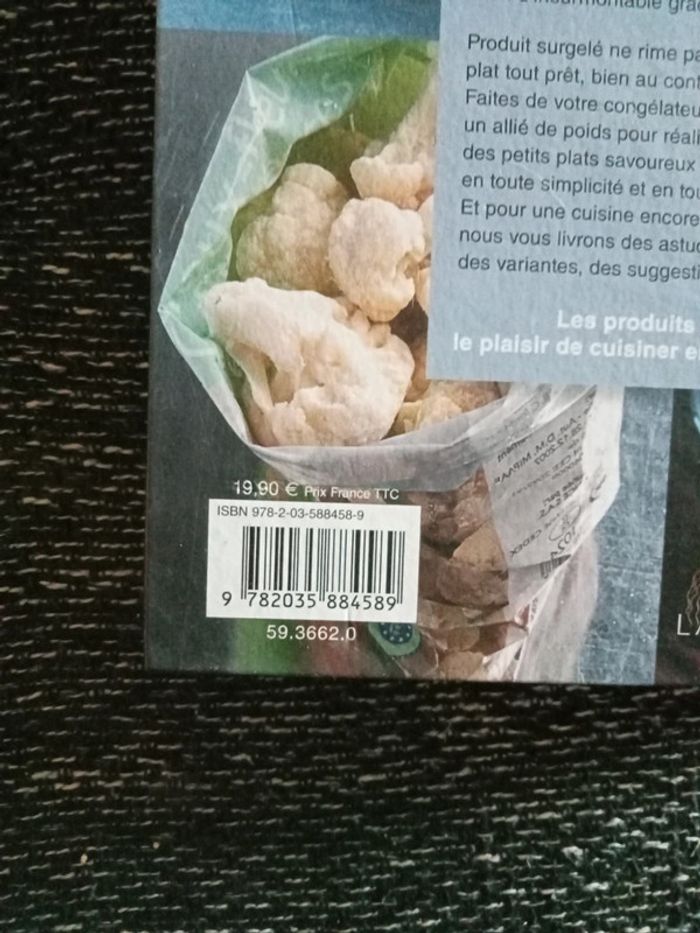 Produit surgelé ne rime pa
plat tout prêt, bien au con
Faites de votre congélateu
un allié de poids pour réali
des petits plats savoureux
en toute simplicité et en to
Et pour une cuisine encore
nous vous livrons des astuc
des variantes, des suggesti
Les produits
le plaisir de cuisiner e
19,90 € Prix France TTC
ISBN 978-2-03-588458-9
9 782035 884589
59.3662.0
L